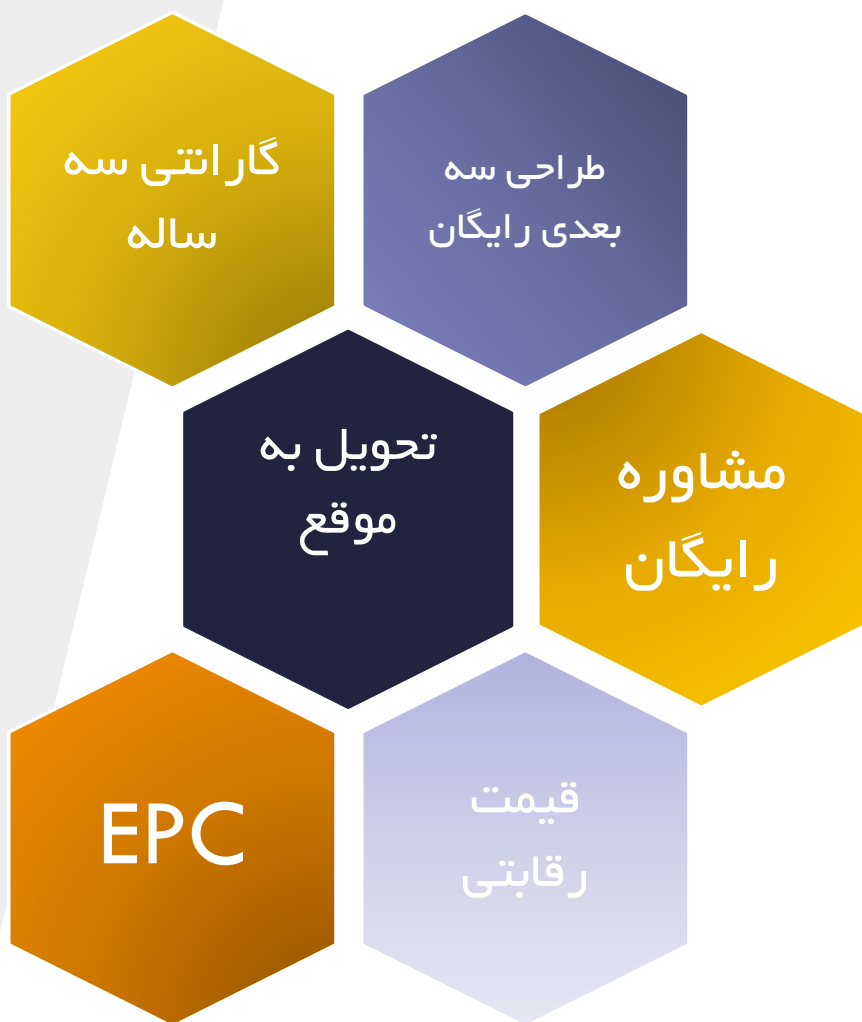 طراحی سه
بعدی رایگان
گارانتی سه
ساله
مشاوره
رایگان
تحویل به
موقع
قیمت
رقابتی
EPC